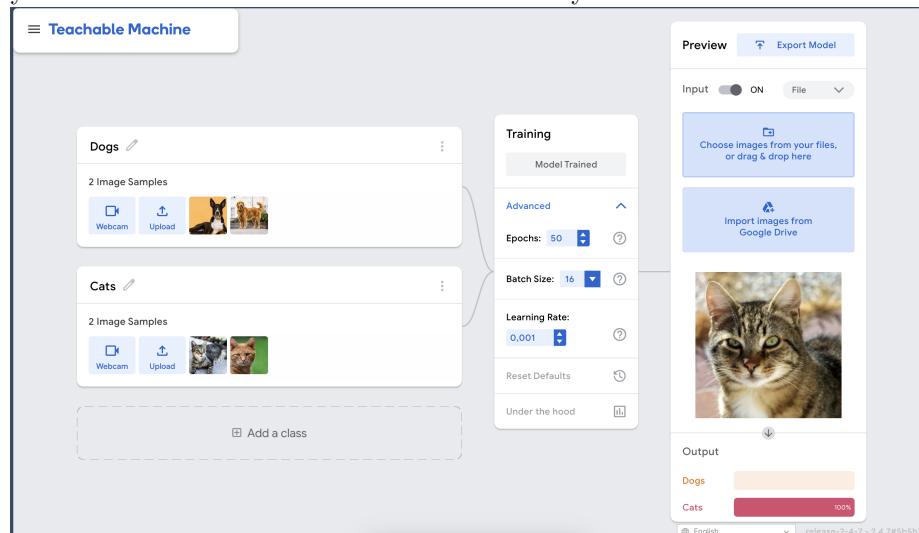 Teachable Machine
Dogs
2 Image Samples
Webcam
Upload
Cats
2 Image Samples
Webcam
Upload
Add a class
Training
Model Trained
Advanced
Epochs: 50
Batch Size: 16
Learning Rate:
0,001
Reset Defaults
Under the hood
Preview
Export Model
Input ON File
Choose images from your files,
or drag & drop here
Import images from
Google Drive
Output
Dogs
Cats 100%
English